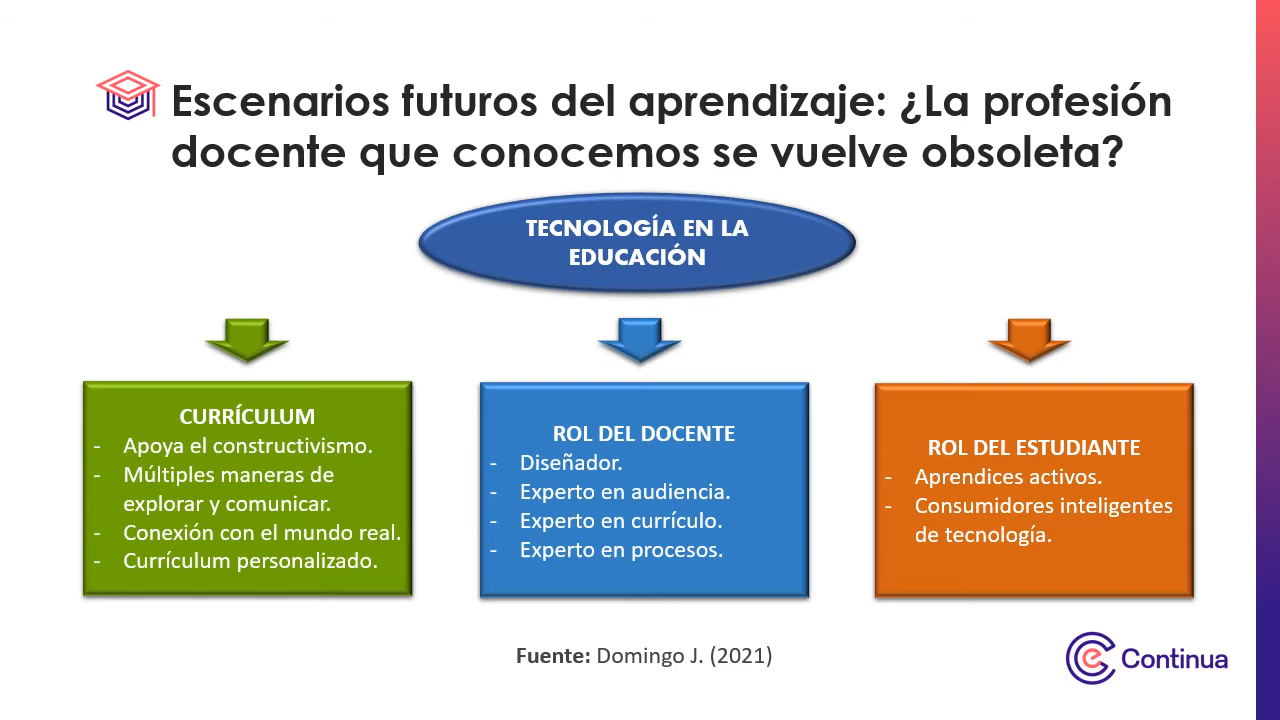 Escenarios futuros del aprendizaje: ¿La profesión
docente que conocemos se vuelve obsoleta?
TECNOLOGÍA EN LA
EDUCACIÓN
CURRÍCULUM
- Apoya el constructivismo.
- Múltiples maneras de
explorar y comunicar.
- Conexión con el mundo real.
- Currículum personalizado.
ROL DEL DOCENTE
- Diseñador.
- Experto en audiencia.
- Experto en currículo.
- Experto en procesos.
ROL DEL ESTUDIANTE
- Aprendices activos.
- Consumidores inteligentes
de tecnología.
Fuente: Domingo J. (2021)
Continua